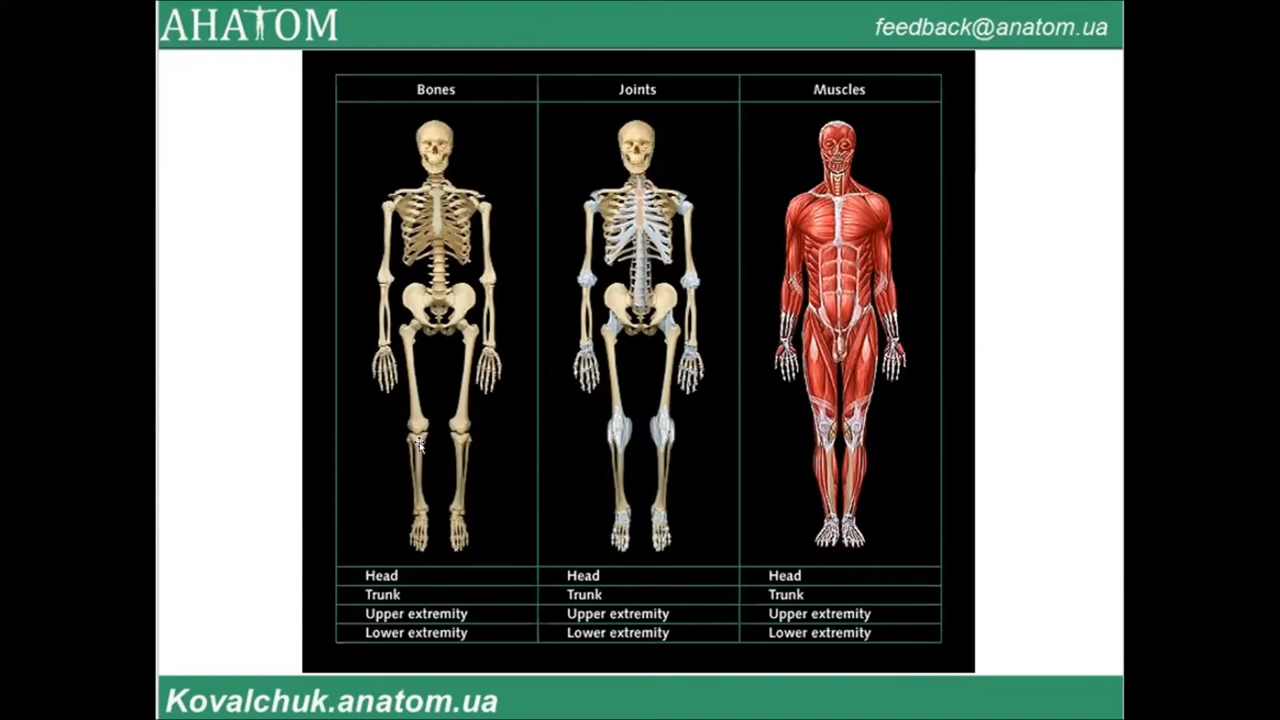 АНАТОМ
feedback@anatom.ua
Bones Joints Muscles
Head Head Head
Trunk Trunk Trunk
Upper extremity Upper extremity Upper extremity
Lower extremity Lower extremity Lower extremity
Kovalchuk.anatom.ua